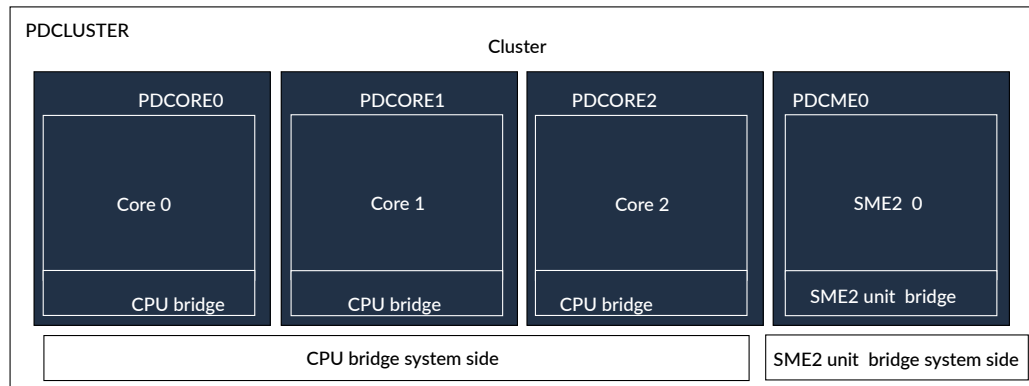 PDCLUSTER
Cluster
PDCORE0
PDCORE1
PDCORE2
PDCME0
Core 0
Core 1
Core 2
SME2 0
CPU bridge
CPU bridge
CPU bridge
SME2 unit bridge
CPU bridge system side
SME2 unit bridge system side